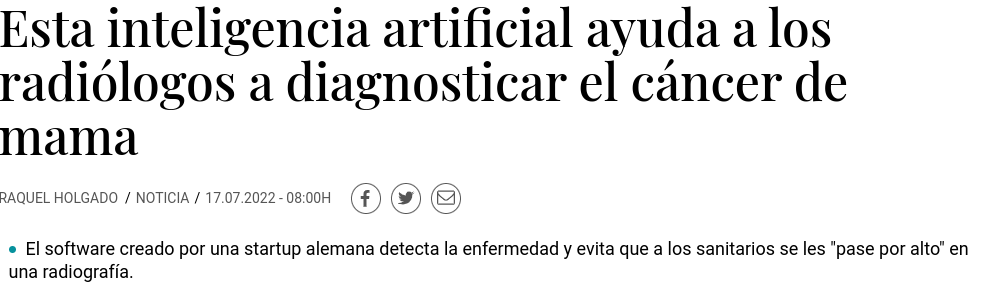 Esta inteligencia artificial ayuda a los
radiólogos a diagnosticar el cáncer de
mama
RAQUEL HOLGADO / NOTICIA / 17.07.2022 - 08:00H
El software creado por una startup alemana detecta la enfermedad y evita que a los sanitarios se les "pase por alto" en
una radiografía.